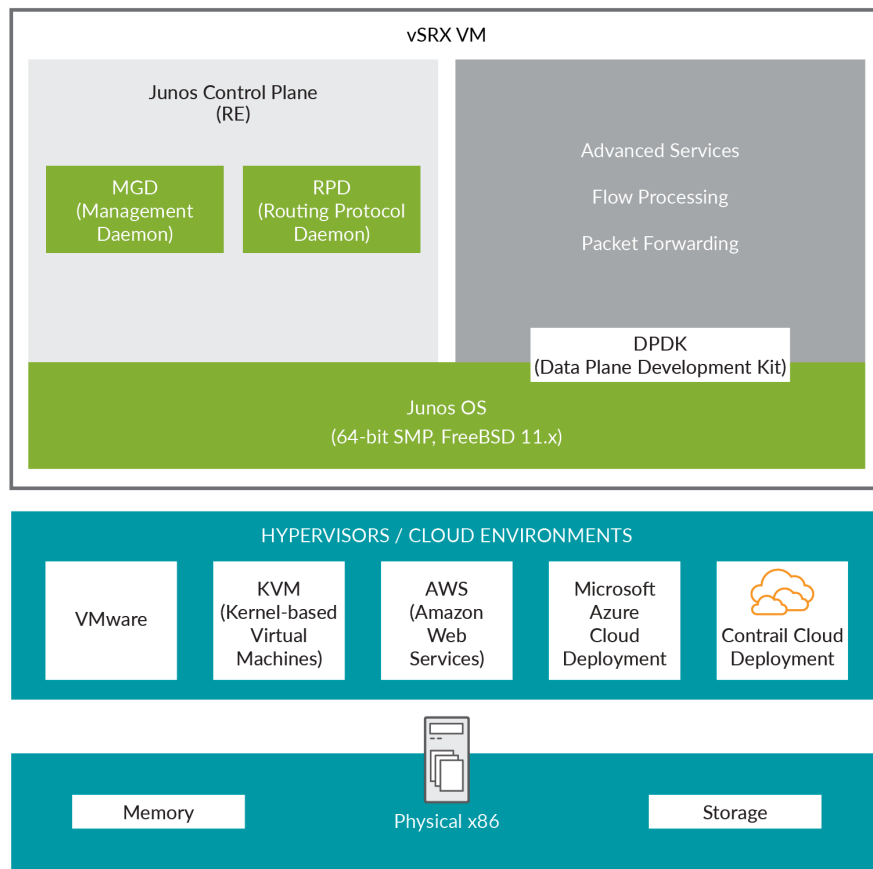 vSRX VM
Junos Control Plane
(RE)
MGD
(Management
Daemon)
RPD
(Routing Protocol
Daemon)
Advanced Services
Flow Processing
Packet Forwarding
DPDK
(Data Plane Development Kit)
Junos OS
(64-bit SMP, FreeBSD 11.x)
HYPERVISORS / CLOUD ENVIRONMENTS
VMware
KVM
(Kernel-based
Virtual
Machines)
AWS
(Amazon
Web
Services)
Microsoft
Azure
Cloud
Deployment
Contrail Cloud
Deployment
Memory
Physical x86
Storage